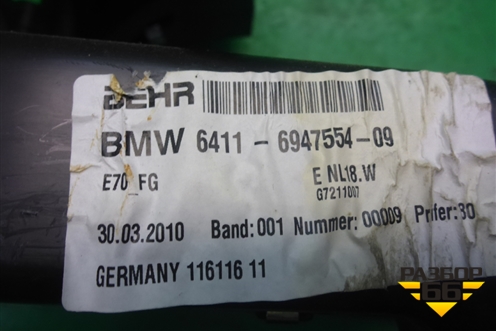 BEHR
BMW 6411 - 6947554-09
E70_FG
E NL18.W
G7211007
30.03.2010 Band:001 Nummer: 00009 Prüfer:30
GERMANY 116116 11
РАЗБОР
66